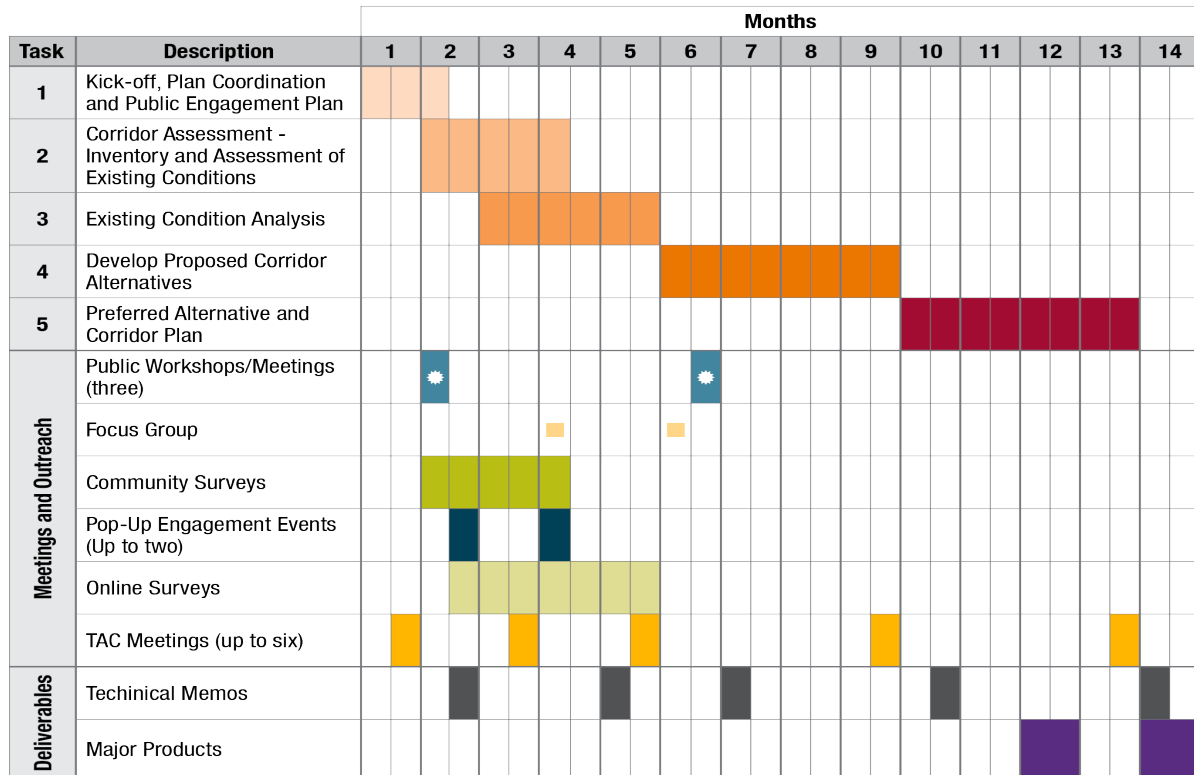 Months
Task Description 1 2 3 4 5 6 7 8 9 10 11 12 13 14
1 Kick-off, Plan Coordination
and Public Engagement Plan
2 Corridor Assessment -
Inventory and Assessment of
Existing Conditions
3 Existing Condition Analysis
4 Develop Proposed Corridor
Alternatives
5 Preferred Alternative and
Corridor Plan
Meetings and Outreach
Public Workshops/Meetings
(three)
Focus Group
Community Surveys
Pop-Up Engagement Events
(Up to two)
Online Surveys
TAC Meetings (up to six)
Deliverables
Techinical Memos
Major Products